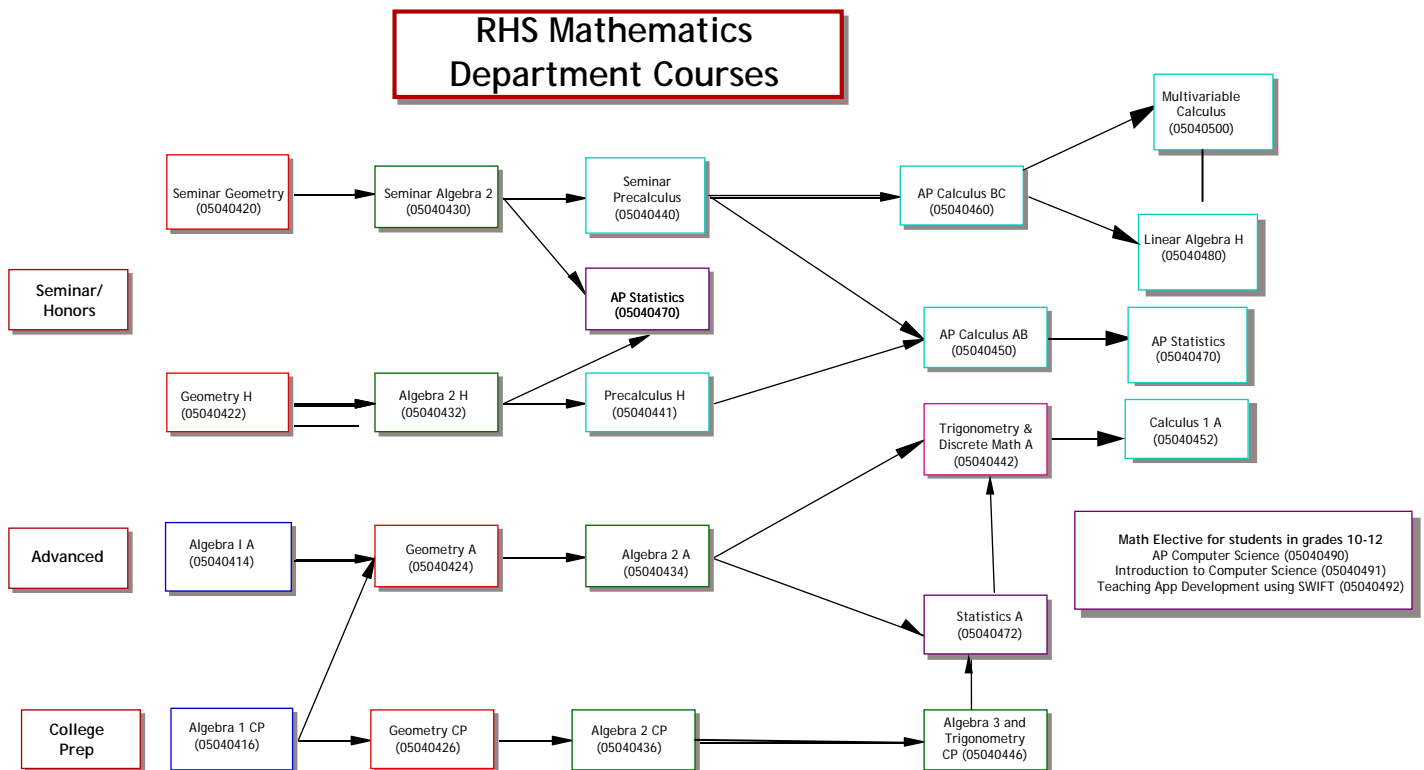 RHS Mathematics
Department Courses
Multivariable
Calculus
(05040500)
Seminar Geometry
(05040420)
Seminar Algebra 2
(05040430)
Seminar
Precalculus
(05040440)
AP Calculus BC
(05040460)
Linear Algebra H
(05040480)
Seminar/
Honors
AP Statistics
(05040470)
AP Calculus AB
(05040450)
AP Statistics
(05040470)
Geometry H
(05040422)
Algebra 2 H
(05040432)
Precalculus H
(05040441)
Trigonometry &
Discrete Math A
(05040442)
Calculus 1 A
(05040452)
Advanced
Algebra I A
(05040414)
Geometry A
(05040424)
Algebra 2 A
(05040434)
Math Elective for students in grades 10-12
AP Computer Science (05040490)
Introduction to Computer Science (05040491)
Teaching App Development using SWIFT (05040492)
Statistics A
(05040472)
College
Prep
Algebra 1 CP
(05040416)
Geometry CP
(05040426)
Algebra 2 CP
(05040436)
Algebra 3 and
Trigonometry
CP (05040446)